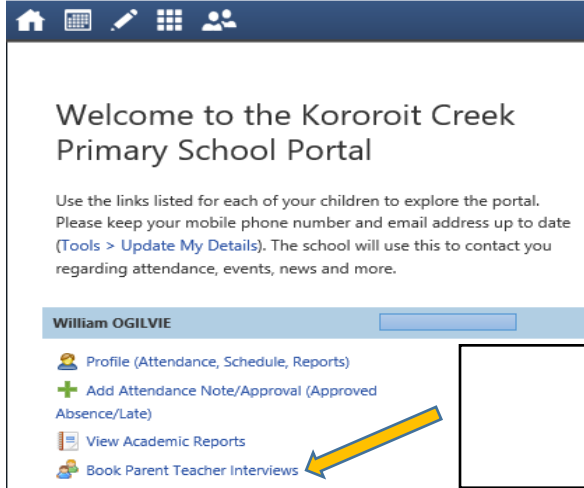 Welcome to the Kororoit Creek
Primary School Portal
Use the links listed for each of your children to explore the portal.
Please keep your mobile phone number and email address up to date
(Tools > Update My Details). The school will use this to contact you
regarding attendance, events, news and more.
William OGILVIE
Profile (Attendance, Schedule, Reports)
Add Attendance Note/Approval (Approved
Absence/Late)
View Academic Reports
Book Parent Teacher Interviews